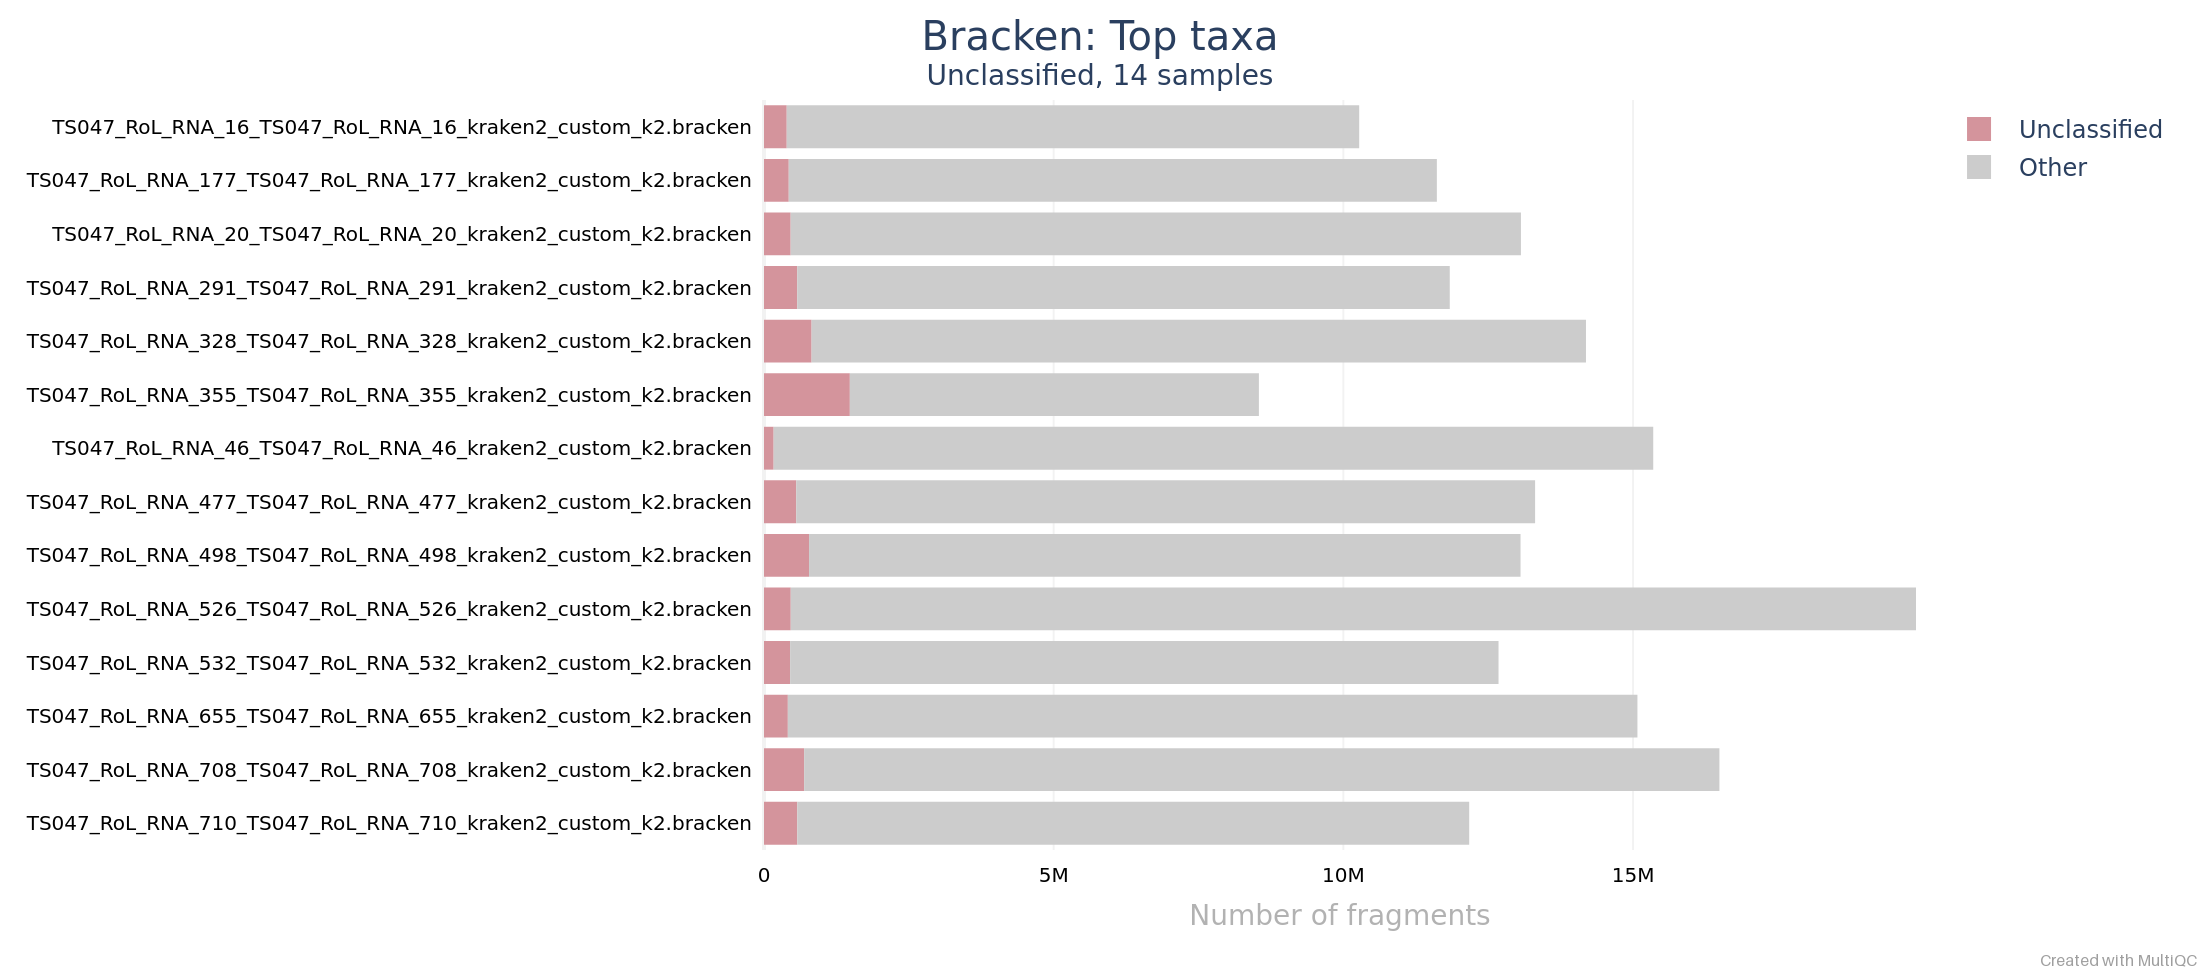 Bracken: Top taxa
Unclassified, 14 samples
TS047_RoL_RNA_16_TS047_RoL_RNA_16_kraken2_custom_k2.bracken
TS047_RoL_RNA_177_TS047_RoL_RNA_177_kraken2_custom_k2.bracken
TS047_RoL_RNA_20_TS047_RoL_RNA_20_kraken2_custom_k2.bracken
TS047_RoL_RNA_291_TS047_RoL_RNA_291_kraken2_custom_k2.bracken
TS047_RoL_RNA_328_TS047_RoL_RNA_328_kraken2_custom_k2.bracken
TS047_RoL_RNA_355_TS047_RoL_RNA_355_kraken2_custom_k2.bracken
TS047_RoL_RNA_46_TS047_RoL_RNA_46_kraken2_custom_k2.bracken
TS047_RoL_RNA_477_TS047_RoL_RNA_477_kraken2_custom_k2.bracken
TS047_RoL_RNA_498_TS047_RoL_RNA_498_kraken2_custom_k2.bracken
TS047_RoL_RNA_526_TS047_RoL_RNA_526_kraken2_custom_k2.bracken
TS047_RoL_RNA_532_TS047_RoL_RNA_532_kraken2_custom_k2.bracken
TS047_RoL_RNA_655_TS047_RoL_RNA_655_kraken2_custom_k2.bracken
TS047_RoL_RNA_708_TS047_RoL_RNA_708_kraken2_custom_k2.bracken
TS047_RoL_RNA_710_TS047_RoL_RNA_710_kraken2_custom_k2.bracken
Unclassified
Other
0 5M 10M 15M
Number of fragments
Created with MultiQC